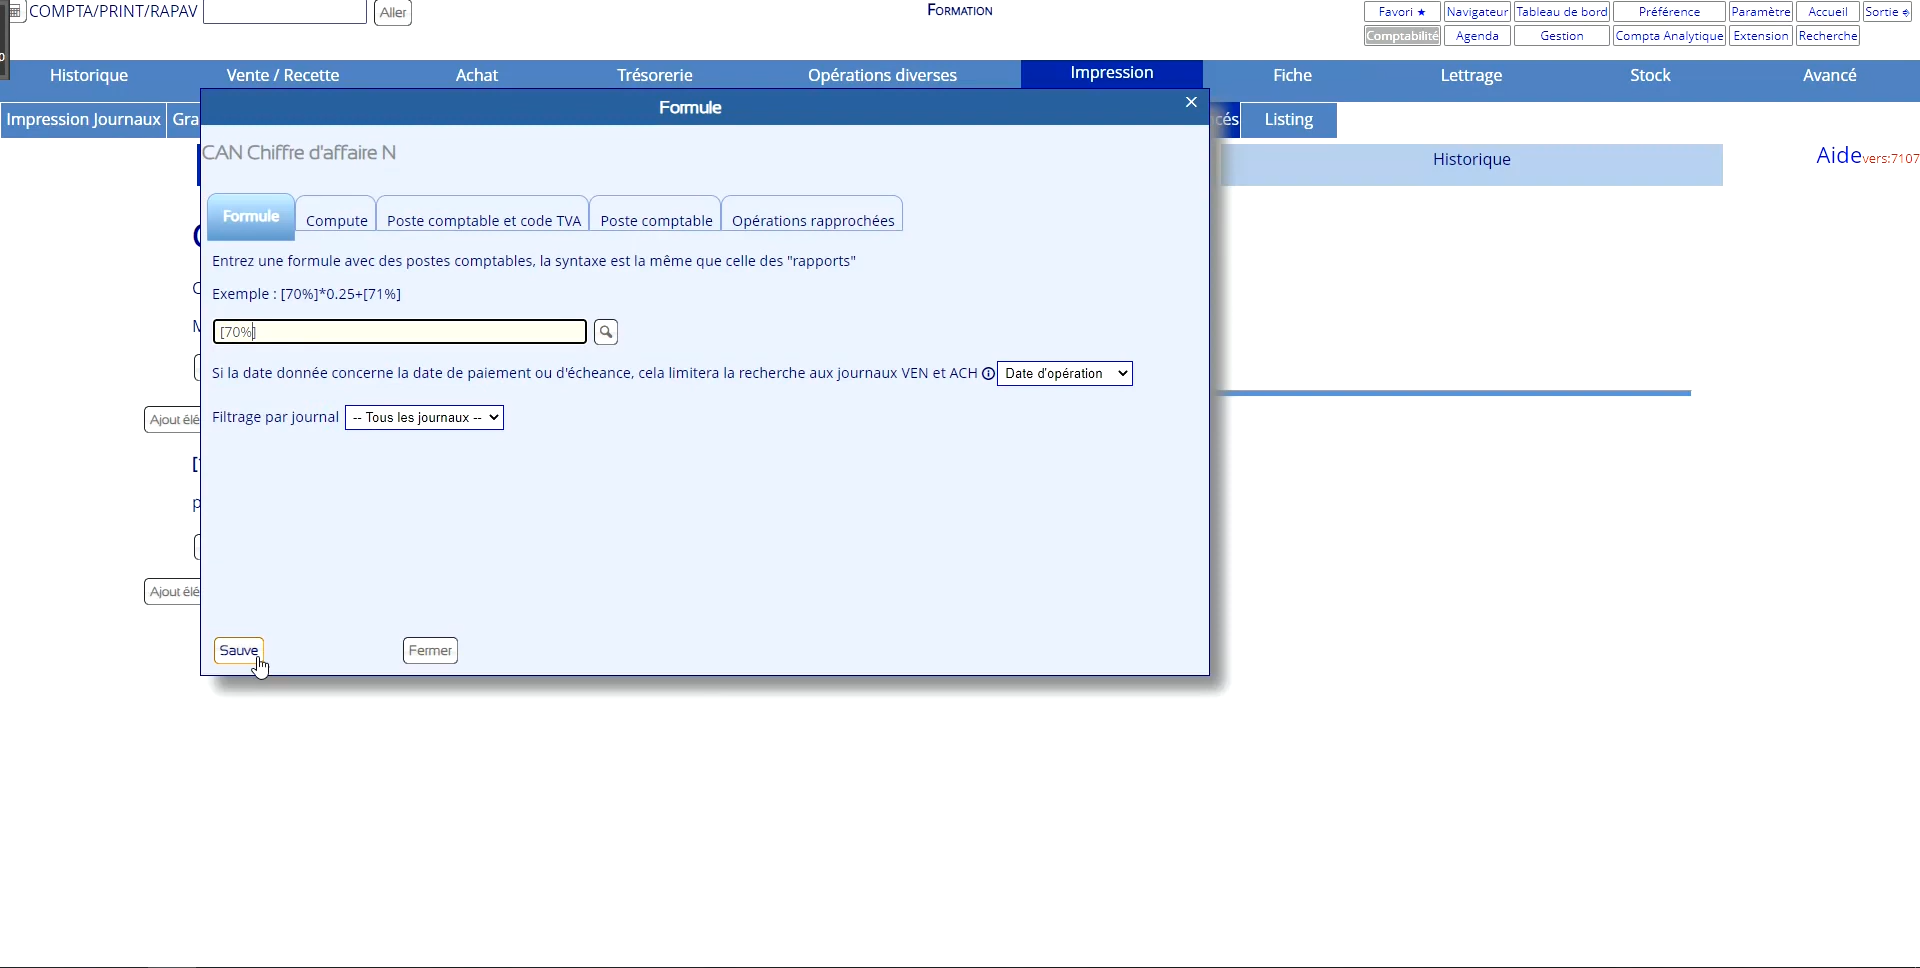 COMPTA/PRINT/RAPAV Aller
FORMATION
Favori ★ Navigateur Tableau de bord Préférence Paramètre Accueil Sortie
Comptabilité Agenda Gestion Compta Analytique Extension Recherche
Historique Vente / Recette Achat Trésorerie Opérations diverses Impression Fiche Lettrage Stock Avancé
Impression Journaux Gra cés Listing
Formule ×
CAN Chiffre d'affaire N
Historique
Aide vers:7107
Formule Compute Poste comptable et code TVA Poste comptable Opérations rapprochées
Entrez une formule avec des postes comptables, la syntaxe est la même que celle des "rapports"
Exemple : [70%]*0.25+[71%]
[70%]
Si la date donnée concerne la date de paiement ou d'écheance, cela limitera la recherche aux journaux VEN et ACH Date d'opération
Filtrage par journal -- Tous les journaux --
Ajout élé
Ajout élé
Sauve Fermer